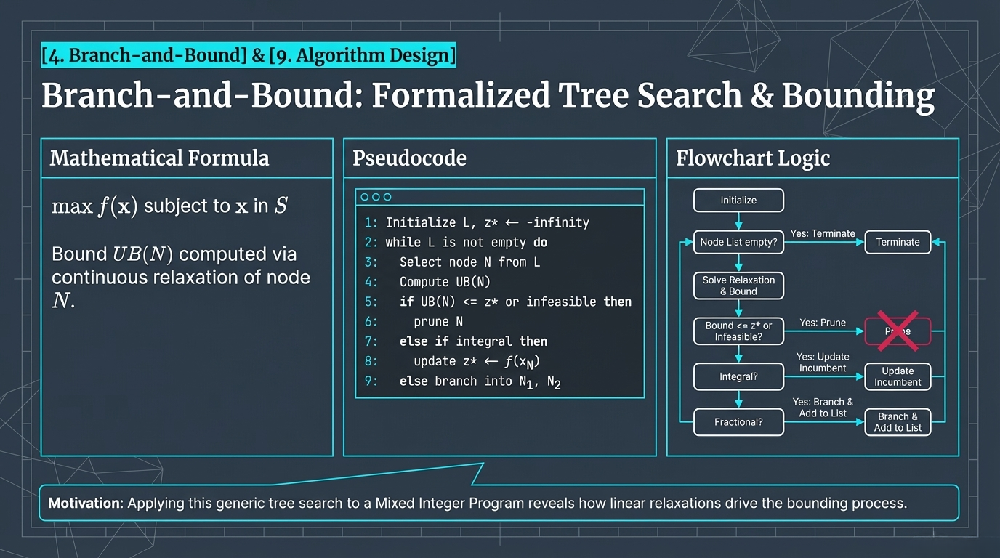 [4. Branch-and-Bound] & [9. Algorithm Design]
Branch-and-Bound: Formalized Tree Search & Bounding
Mathematical Formula
max f(x) subject to x in S
Bound UB(N) computed via
continuous relaxation of node
N.
Pseudocode
1: Initialize L, z* ← -infinity
2: while L is not empty do
3: Select node N from L
4: Compute UB(N)
5: if UB(N) <= z* or infeasible then
6: prune N
7: else if integral then
8: update z* ← f(x_N)
9: else branch into N_1, N_2
Flowchart Logic
Initialize
Node List empty?
Yes: Terminate
Terminate
Solve Relaxation
& Bound
Bound <= z* or
Infeasible?
Yes: Prune
Prune
Integral?
Yes: Update
Incumbent
Update
Incumbent
Fractional?
Yes: Branch &
Add to List
Branch &
Add to List
Motivation: Applying this generic tree search to a Mixed Integer Program reveals how linear relaxations drive the bounding process.